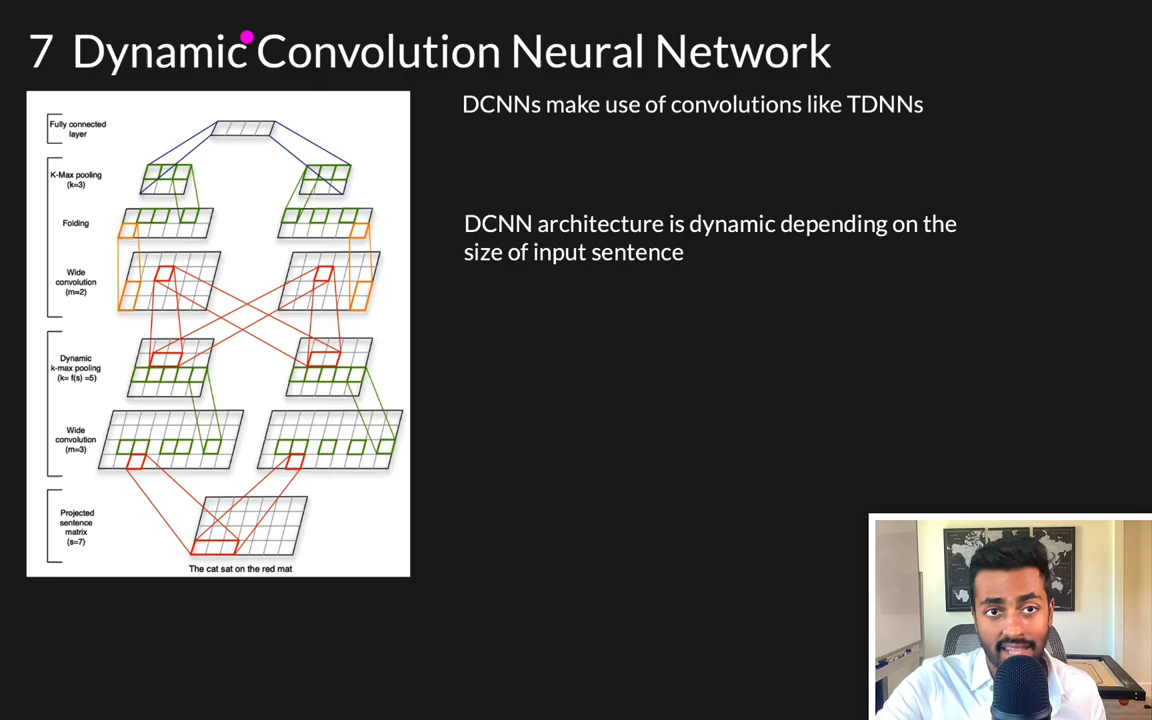 7 Dynamic Convolution Neural Network
DCNNs make use of convolutions like TDNNs
DCNN architecture is dynamic depending on the
size of input sentence
Fully connected
layer
K-Max pooling
(k=3)
Folding
Wide
convolution
(m=2)
Dynamic
k-max pooling
(k= f(s) =5)
Wide
convolution
(m=3)
Projected
sentence
matrix
(s=7)
The cat sat on the red mat